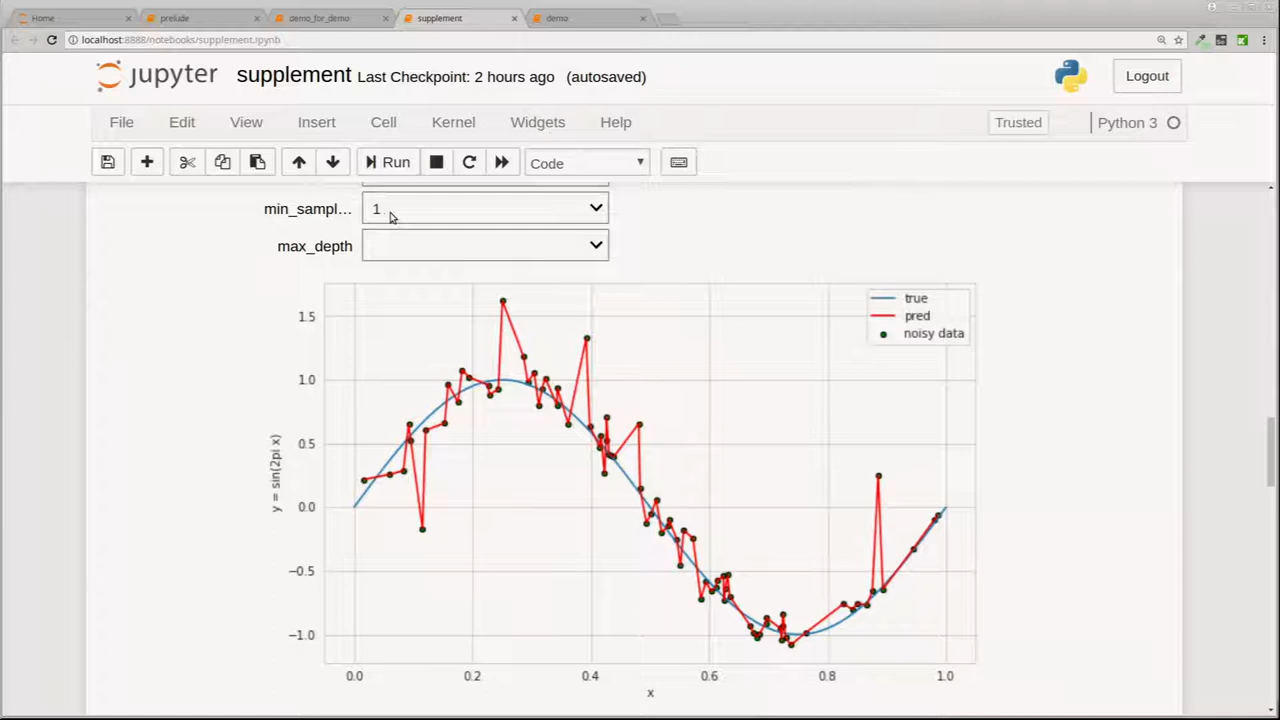 Home
prelude
demo_for_demo
supplement
demo
localhost:8888/notebooks/supplement.ipynb
jupyter supplement Last Checkpoint: 2 hours ago (autosaved)
Logout
File Edit View Insert Cell Kernel Widgets Help
Trusted
Python 3
Run
Code
min_sampl... 1
max_depth
true
pred
noisy data
y = sin(2pi x)
1.5
1.0
0.5
0.0
−0.5
−1.0
0.0 0.2 0.4 0.6 0.8 1.0
x